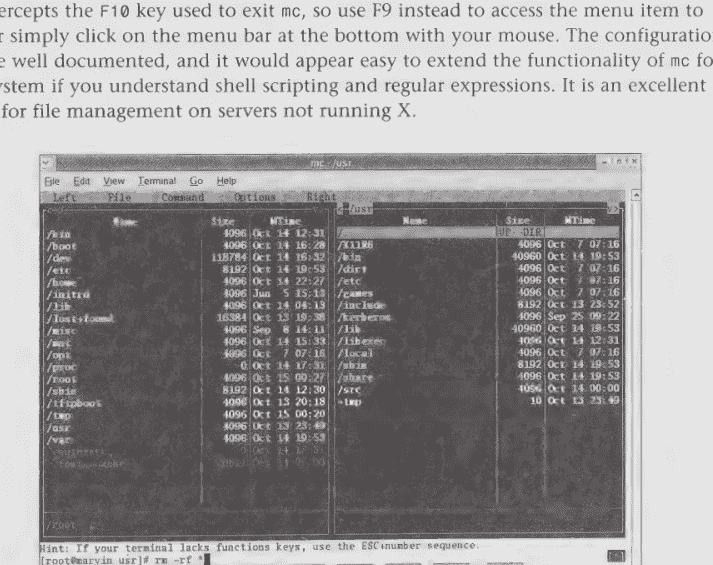 ercepts the F10 key used to exit mc, so use F9 instead to access the menu item to
r simply click on the menu bar at the bottom with your mouse. The configuratio
e well documented, and it would appear easy to extend the functionality of mc fo
ystem if you understand shell scripting and regular expressions. It is an excellent
for file management on servers not running X.
mc - /usr
File Edit View Terminal Go Help
Left File Command Options Right
/usr
Name Size MTime Name Size MTime
/bin 4096 Oct 14 12:31 /.. UP--DIR
/boot 4096 Oct 14 16:28 /X11R6 4096 Oct 7 07:16
/dev 118784 Oct 14 16:32 /bin 40960 Oct 14 19:53
/etc 8192 Oct 14 19:53 /dict 4096 Oct 7 07:16
/home 4096 Oct 14 22:27 /etc 4096 Oct 7 07:16
/initrd 4096 Jun 5 15:13 /games 4096 Oct 7 07:16
/lib 4096 Oct 14 04:13 /include 8192 Oct 13 23:52
/lost+found 16384 Oct 13 19:38 /kerberos 4096 Sep 25 09:22
/misc 4096 Sep 8 14:11 /lib 40960 Oct 14 19:53
/mnt 4096 Oct 14 15:33 /libexec 4096 Oct 14 12:31
/opt 4096 Oct 7 07:16 /local 4096 Oct 7 07:16
/proc 0 Oct 14 17:31 /sbin 8192 Oct 14 19:53
/root 4096 Oct 15 00:27 /share 4096 Oct 14 19:53
/sbin 8192 Oct 14 12:30 /src 4096 Oct 14 00:00
/tftpboot 4096 Oct 13 20:18 ~tmp 10 Oct 13 23:49
/tmp 4096 Oct 15 00:20
/usr 4096 Oct 13 23:49
/var 4096 Oct 14 19:53
/root
Hint: If your terminal lacks functions keys, use the ESC+number sequence.
[root@marvin usr]# rm -rf *